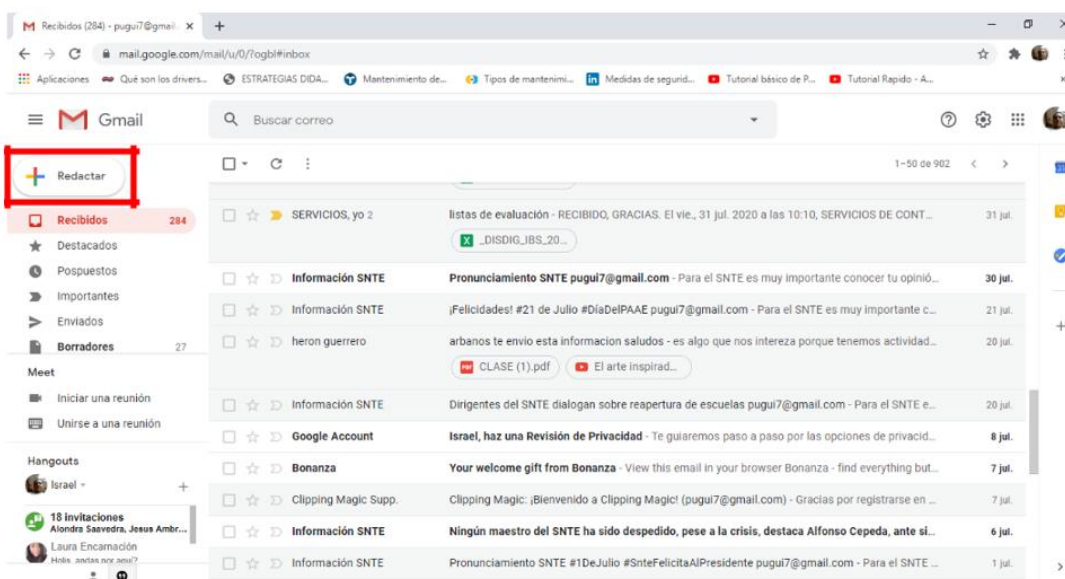 Recibidos (284) - pugui7@gmail.
mail.google.com/mail/u/0/?ogbl#inbox
Aplicaciones Qué son los drivers... ESTRATEGIAS DIDA... Mantenimiento de... Tipos de mantenimi... Medidas de segurid... Tutorial básico de P... Tutorial Rapido - A...
Gmail
Buscar correo
Redactar
1–50 de 902
Recibidos 284
Destacados
Pospuestos
Importantes
Enviados
Borradores 27
Meet
Iniciar una reunión
Unirse a una reunión
Hangouts
Israel
18 invitaciones
Alondra Saavedra, Jesus Ambr...
Laura Encarnación
Hola, andas por aqui?
SERVICIOS, yo 2 listas de evaluación - RECIBIDO, GRACIAS. El vie., 31 jul. 2020 a las 10:10, SERVICIOS DE CONT... 31 jul.
_DISDIG_IBS_20...
Información SNTE Pronunciamiento SNTE pugui7@gmail.com - Para el SNTE es muy importante conocer tu opinió... 30 jul.
Información SNTE ¡Felicidades! #21 de Julio #DíaDelPAAE pugui7@gmail.com - Para el SNTE es muy importante c... 21 jul.
heron guerrero arbanos te envio esta informacion saludos - es algo que nos intereza porque tenemos actividad... 20 jul.
PDF CLASE (1).pdf El arte inspirad...
Información SNTE Dirigentes del SNTE dialogan sobre reapertura de escuelas pugui7@gmail.com - Para el SNTE e... 20 jul.
Google Account Israel, haz una Revisión de Privacidad - Te guiaremos paso a paso por las opciones de privacid... 8 jul.
Bonanza Your welcome gift from Bonanza - View this email in your browser Bonanza - find everything but... 7 jul.
Clipping Magic Supp. Clipping Magic: ¡Bienvenido a Clipping Magic! (pugui7@gmail.com) - Gracias por registrarse en ... 7 jul.
Información SNTE Ningún maestro del SNTE ha sido despedido, pese a la crisis, destaca Alfonso Cepeda, ante si... 6 jul.
Información SNTE Pronunciamiento SNTE #1DeJulio #SnteFelicitaAlPresidente pugui7@gmail.com - Para el SNTE ... 1 jul.